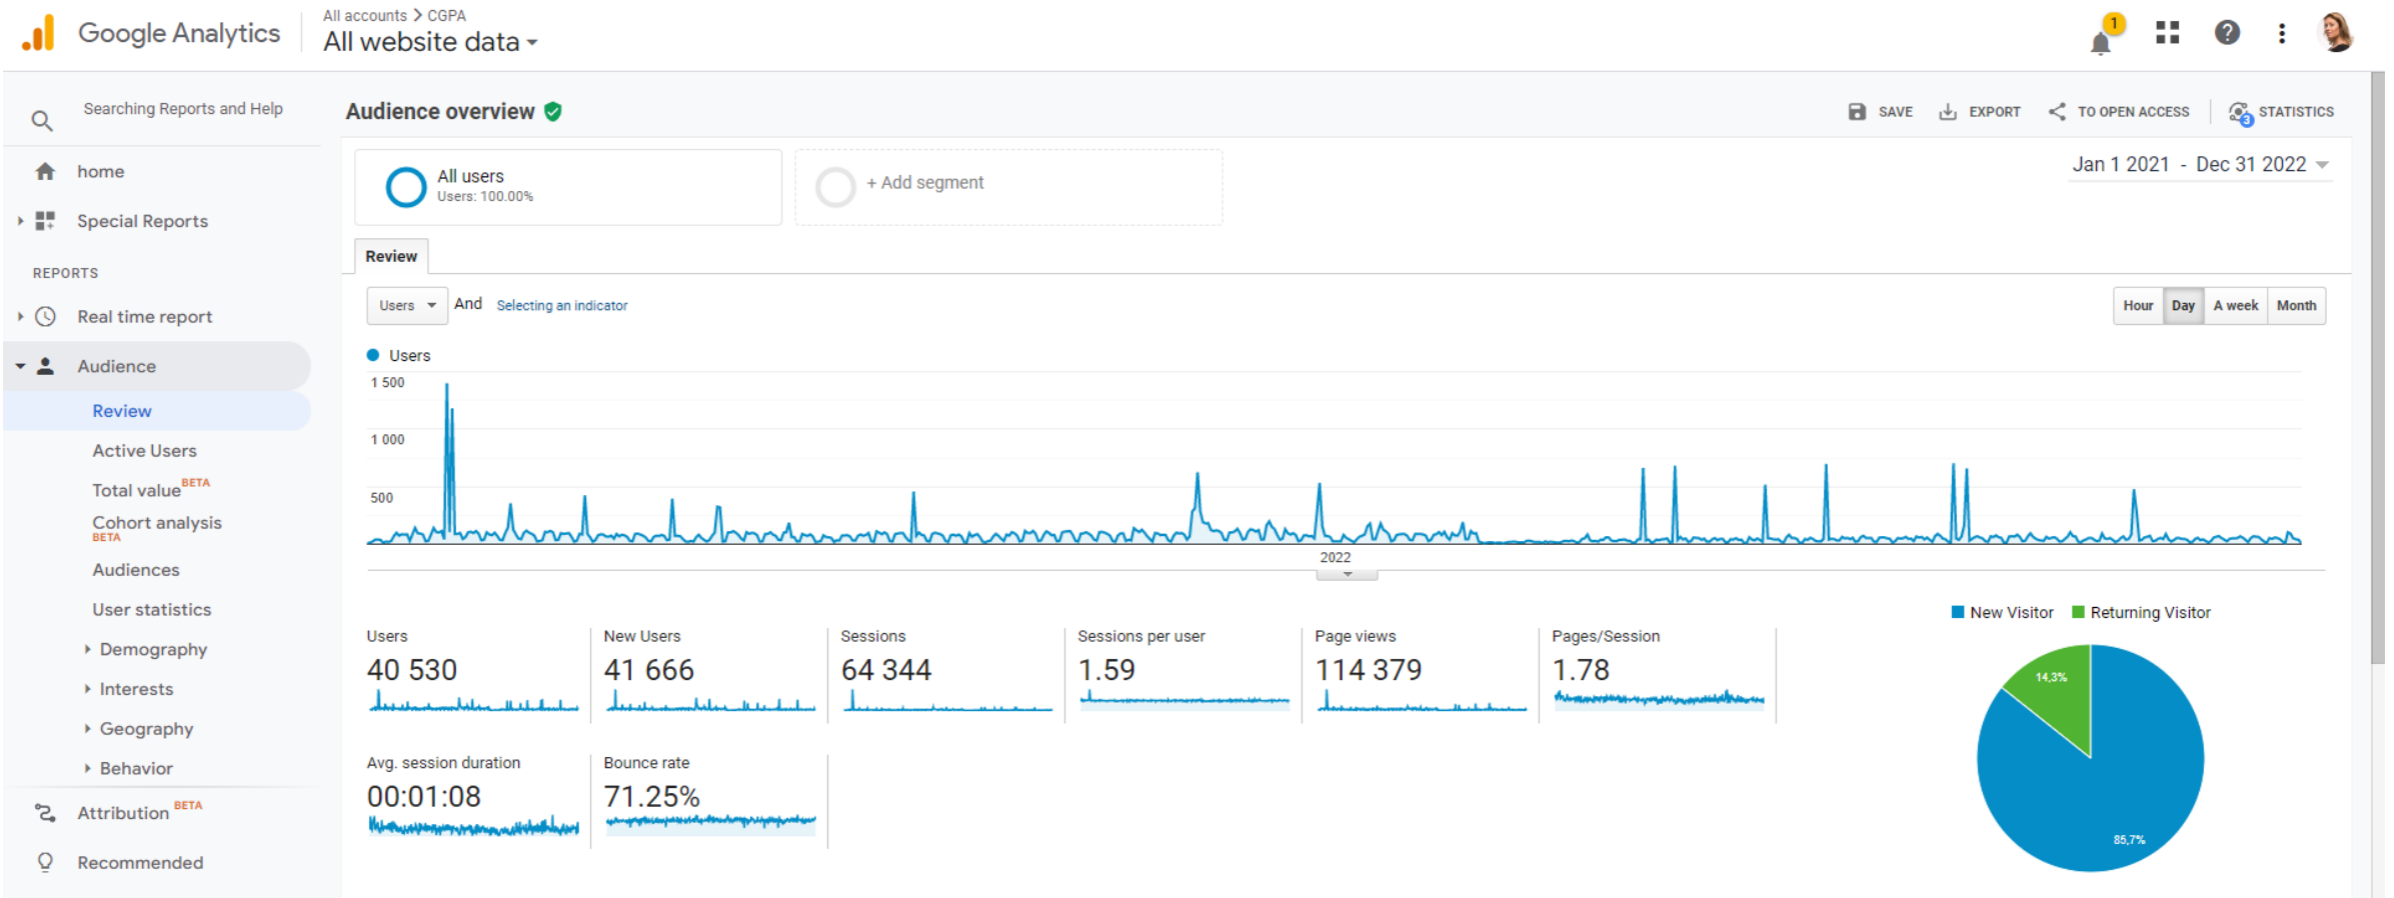 Google Analytics
All accounts > CGPA
All website data
1
Searching Reports and Help
home
Special Reports
REPORTS
Real time report
Audience
Review
Active Users
Total value BETA
Cohort analysis
BETA
Audiences
User statistics
Demography
Interests
Geography
Behavior
Attribution BETA
Recommended
Audience overview
SAVE
EXPORT
TO OPEN ACCESS
3
STATISTICS
All users
Users: 100.00%
+ Add segment
Jan 1 2021 - Dec 31 2022
Review
Users And Selecting an indicator
Hour Day A week Month
Users
1 500
1 000
500
2022
Users
40 530
New Users
41 666
Sessions
64 344
Sessions per user
1.59
Page views
114 379
Pages/Session
1.78
Avg. session duration
00:01:08
Bounce rate
71.25%
New Visitor Returning Visitor
14,3%
85,7%